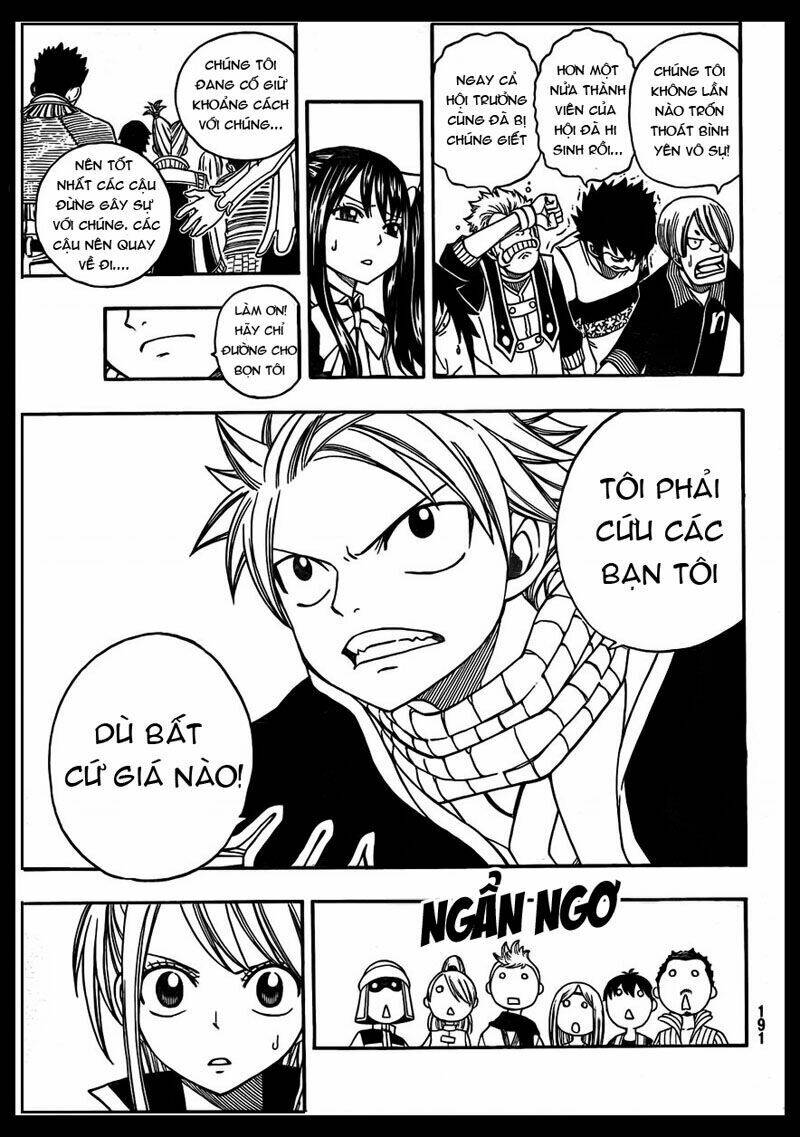 CHÚNG TÔI
KHÔNG LẦN
NÀO TRỐN
THOÁT BÌNH
YÊN VÔ SỰ!
HƠN MỘT
NỬA THÀNH
VIÊN CỦA
HỘI ĐÃ HI
SINH RỒI...
NGAY CẢ
HỘI TRƯỞNG
CŨNG ĐÃ BỊ
CHÚNG GIẾT
CHÚNG TÔI
ĐANG CỐ GIỮ
KHOẢNG CÁCH
VỚI CHÚNG...
NÊN TỐT
NHẤT CÁC CẬU
ĐỪNG GÂY SỰ
VỚI CHÚNG. CÁC
CẬU NÊN QUAY
VỀ ĐI....
LÀM ƠN!
HÃY CHỈ
ĐƯỜNG CHO
BỌN TÔI
TÔI PHẢI
CỨU CÁC
BẠN TÔI
DÙ BẤT
CỨ GIÁ NÀO!
NGẨN NGƠ
n
191